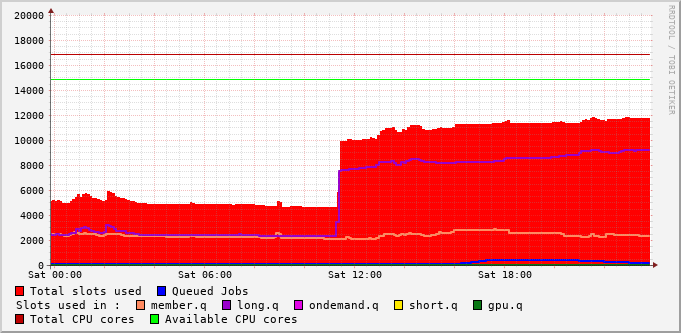 20000
18000
16000
14000
12000
10000
8000
6000
4000
2000
0
Sat 00:00 Sat 06:00 Sat 12:00 Sat 18:00
RRDTOOL / TOBI OETIKER
Total slots used Queued Jobs
Slots used in : member.q long.q ondemand.q short.q gpu.q
Total CPU cores Available CPU cores